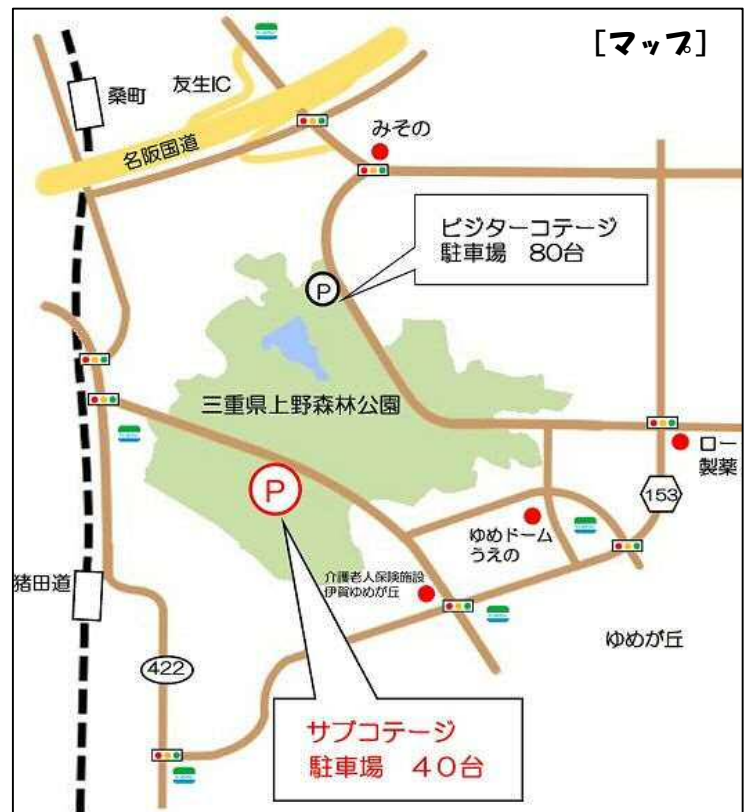 [マップ]
友生IC
桑町
名阪国道
みその
ビジターコテージ
駐車場 80台
P
三重県上野森林公園
ロー
製薬
P
153
ゆめドーム
うえの
介護老人保険施設
伊賀ゆめが丘
猪田道
ゆめが丘
422
サブコテージ
駐車場 40台